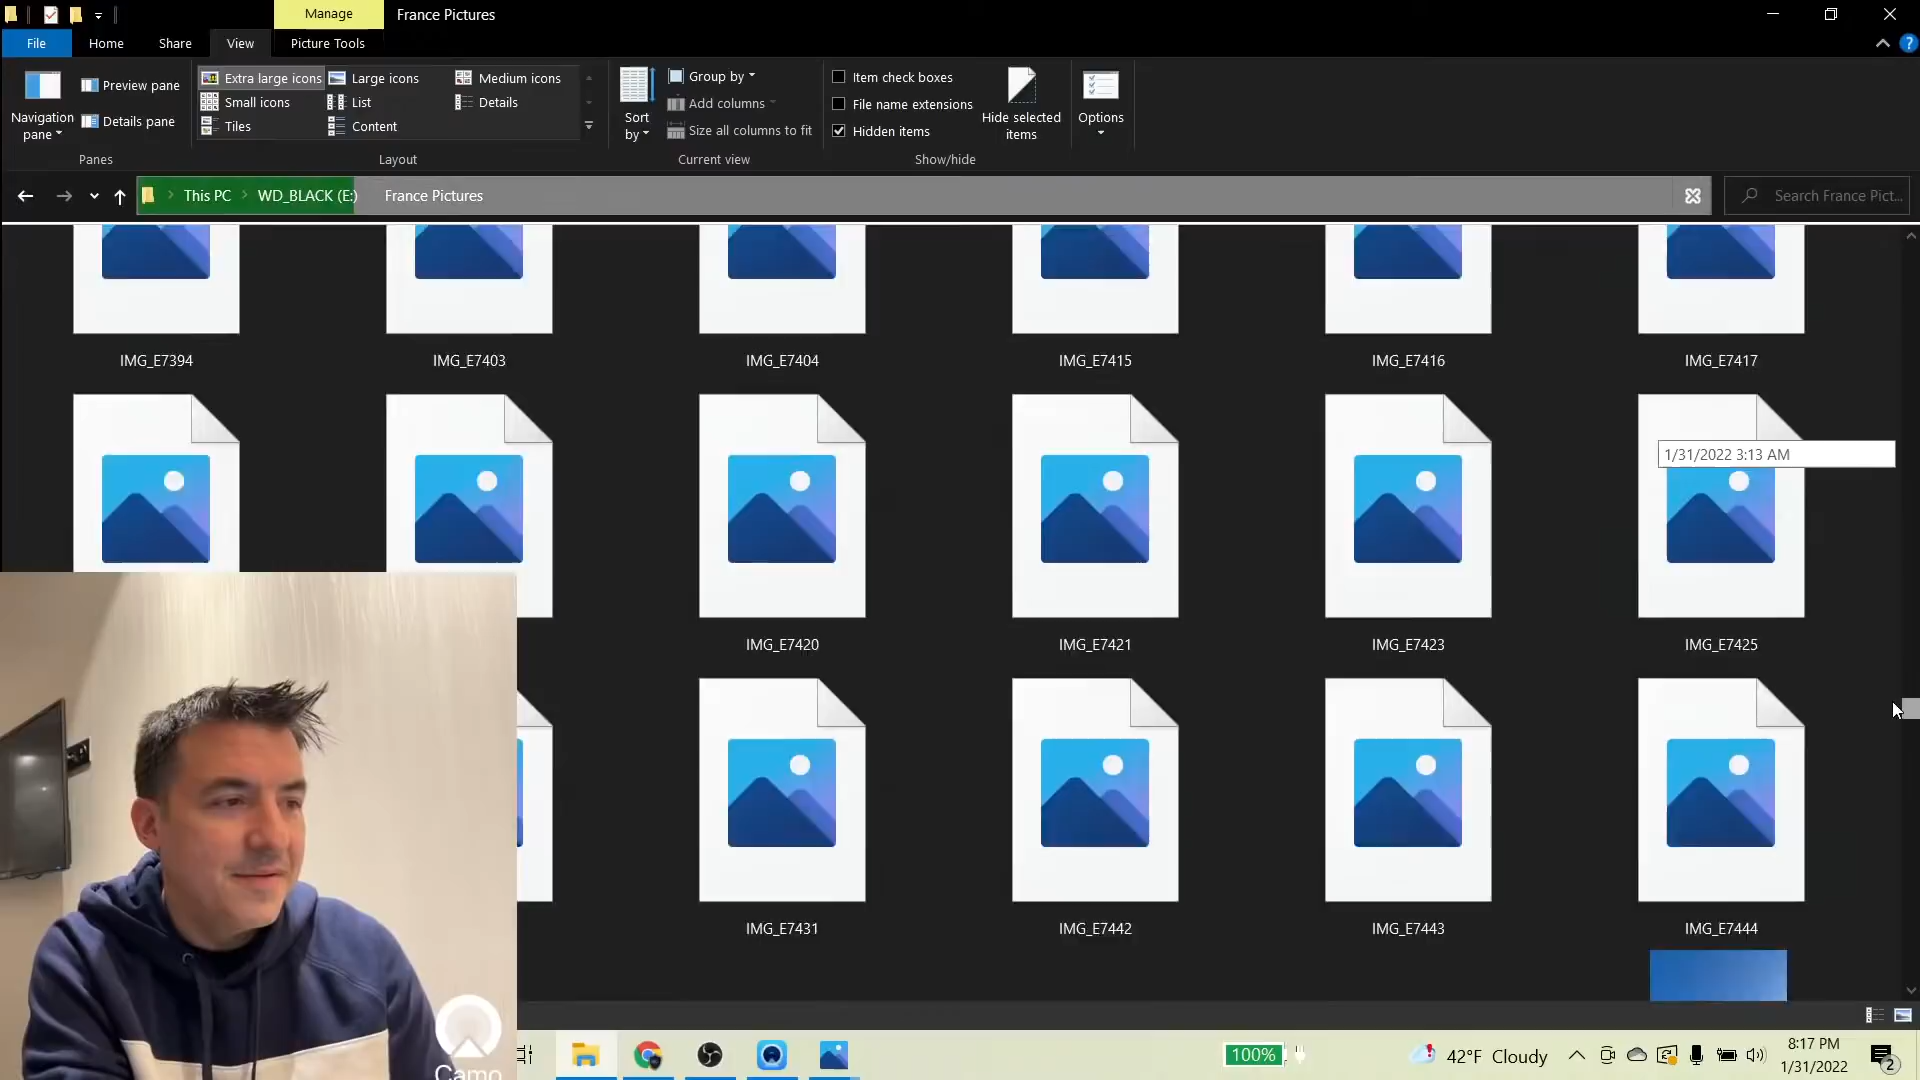 Manage
France Pictures
File
Home
Share
View
Picture Tools
Navigation
pane
Preview pane
Details pane
Panes
Extra large icons
Large icons
Medium icons
Small icons
List
Details
Tiles
Content
Layout
Sort
by
Group by
Add columns
Size all columns to fit
Current view
Item check boxes
File name extensions
Hidden items
Hide selected
items
Show/hide
Options
This PC
WD_BLACK (E:)
France Pictures
Search France Pict...
IMG_E7394
IMG_E7403
IMG_E7404
IMG_E7415
IMG_E7416
IMG_E7417
1/31/2022 3:13 AM
IMG_E7420
IMG_E7421
IMG_E7423
IMG_E7425
IMG_E7431
IMG_E7442
IMG_E7443
IMG_E7444
Camo
100%
42°F Cloudy
8:17 PM
1/31/2022
2